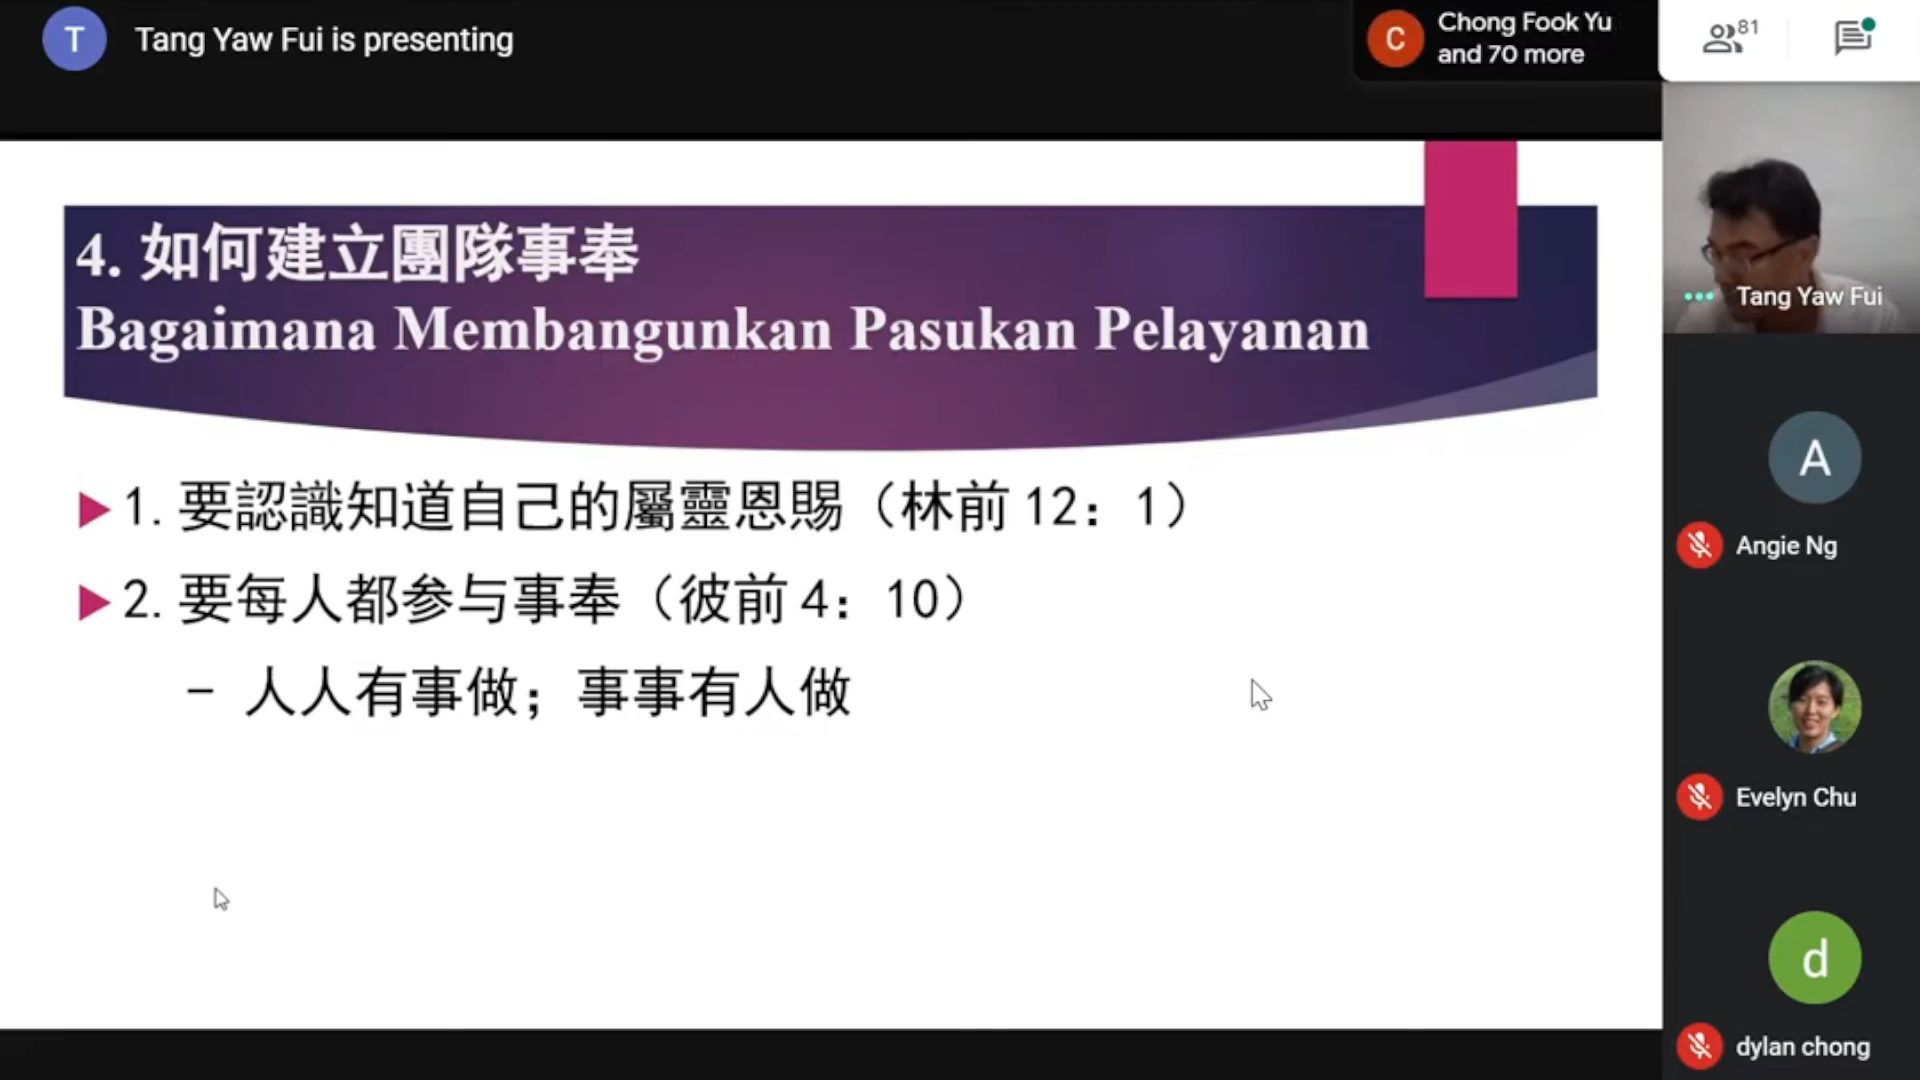 T
Tang Yaw Fui is presenting
C
Chong Fook Yu
and 70 more
81
4. 如何建立團隊事奉
Bagaimana Membangunkan Pasukan Pelayanan
1. 要認識知道自己的屬靈恩賜（林前 12：1）
2. 要每人都参与事奉（彼前 4：10）
- 人人有事做；事事有人做
Tang Yaw Fui
A
Angie Ng
Evelyn Chu
d
dylan chong